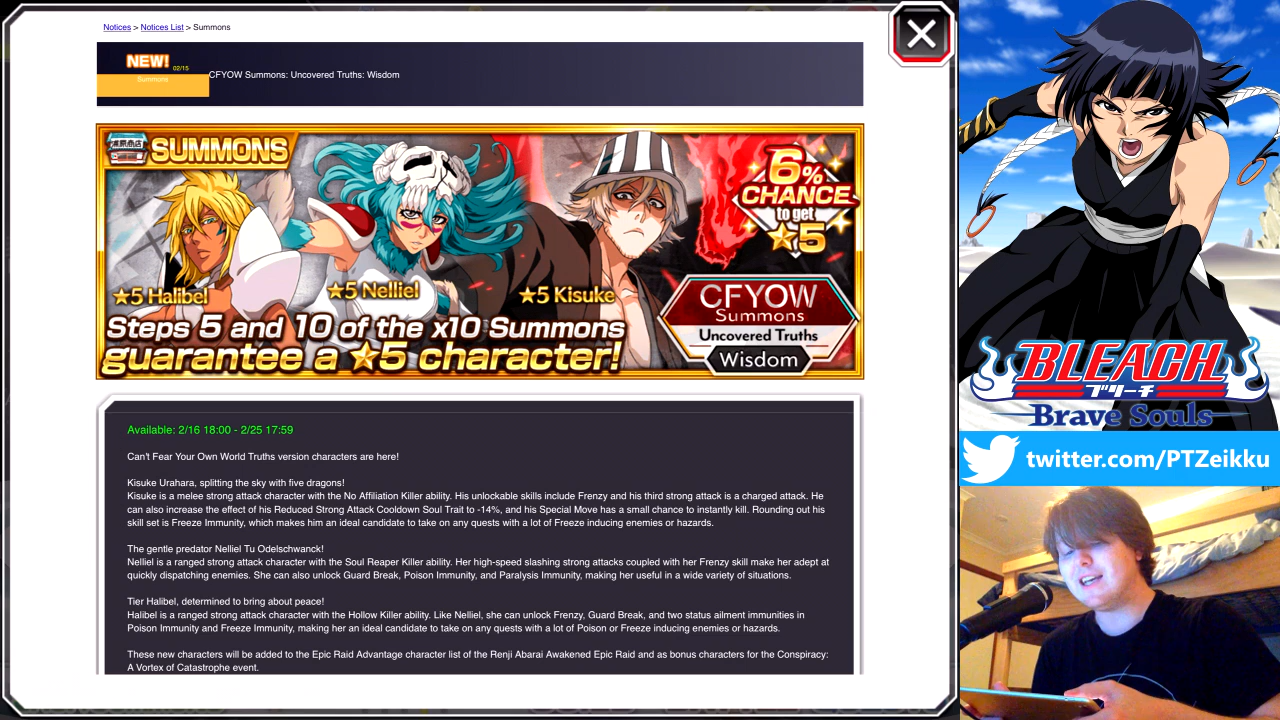 Notices > Notices List > Summons
NEW!
02/15
Summons
CFYOW Summons: Uncovered Truths: Wisdom
浦原商店
SUMMONS
6%
CHANCE
to get
★5
★5 Halibel
★5 Nelliel
★5 Kisuke
CFYOW
Summons
Uncovered Truths
Wisdom
Steps 5 and 10 of the x10 Summons
guarantee a ★5 character!
Available: 2/16 18:00 - 2/25 17:59
Can't Fear Your Own World Truths version characters are here!
Kisuke Urahara, splitting the sky with five dragons!
Kisuke is a melee strong attack character with the No Affiliation Killer ability. His unlockable skills include Frenzy and his third strong attack is a charged attack. He
can also increase the effect of his Reduced Strong Attack Cooldown Soul Trait to -14%, and his Special Move has a small chance to instantly kill. Rounding out his
skill set is Freeze Immunity, which makes him an ideal candidate to take on any quests with a lot of Freeze inducing enemies or hazards.
The gentle predator Nelliel Tu Odelschwanck!
Nelliel is a ranged strong attack character with the Soul Reaper Killer ability. Her high-speed slashing strong attacks coupled with her Frenzy skill make her adept at
quickly dispatching enemies. She can also unlock Guard Break, Poison Immunity, and Paralysis Immunity, making her useful in a wide variety of situations.
Tier Halibel, determined to bring about peace!
Halibel is a ranged strong attack character with the Hollow Killer ability. Like Nelliel, she can unlock Frenzy, Guard Break, and two status ailment immunities in
Poison Immunity and Freeze Immunity, making her an ideal candidate to take on any quests with a lot of Poison or Freeze inducing enemies or hazards.
These new characters will be added to the Epic Raid Advantage character list of the Renji Abarai Awakened Epic Raid and as bonus characters for the Conspiracy:
A Vortex of Catastrophe event.
BLEACH
ブリーチ
Brave Souls
twitter.com/PTZeikku